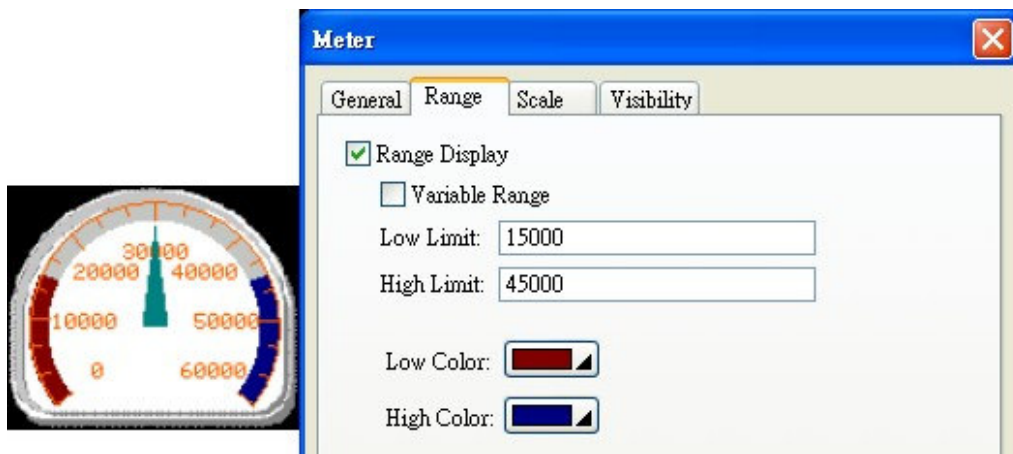 Meter
General Range Scale Visibility
Range Display
Variable Range
Low Limit: 15000
High Limit: 45000
Low Color:
High Color:
30000
20000 40000
10000 50000
0 60000